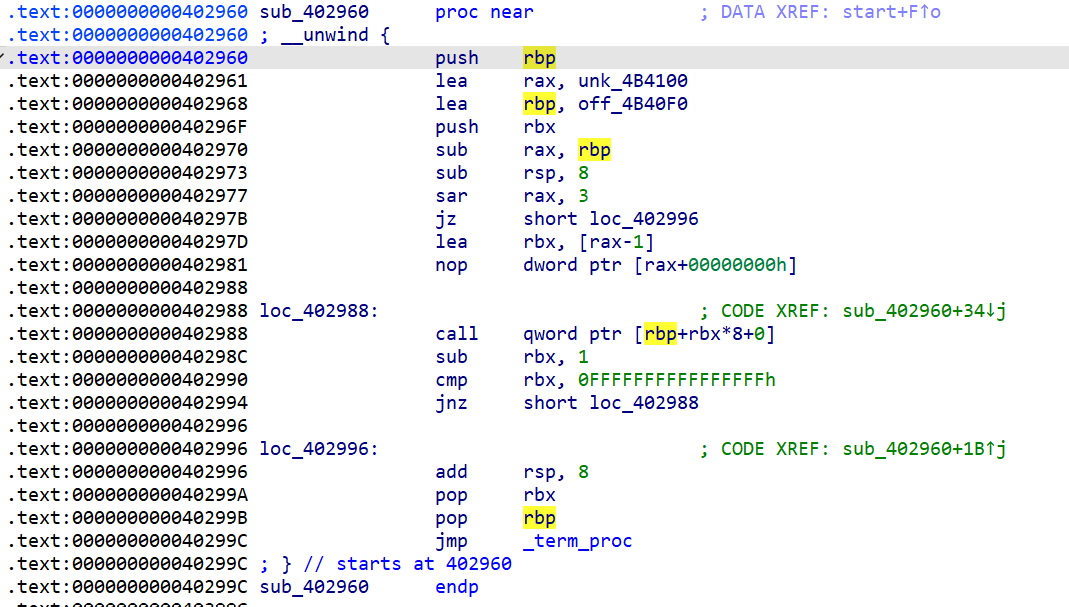 .text:0000000000402960 sub_402960 proc near ; DATA XREF: start+F↑o
.text:0000000000402960 ; __unwind {
.text:0000000000402960 push rbp
.text:0000000000402961 lea rax, unk_4B4100
.text:0000000000402968 lea rbp, off_4B40F0
.text:000000000040296F push rbx
.text:0000000000402970 sub rax, rbp
.text:0000000000402973 sub rsp, 8
.text:0000000000402977 sar rax, 3
.text:000000000040297B jz short loc_402996
.text:000000000040297D lea rbx, [rax-1]
.text:0000000000402981 nop dword ptr [rax+00000000h]
.text:0000000000402988
.text:0000000000402988 loc_402988: ; CODE XREF: sub_402960+34↓j
.text:0000000000402988 call qword ptr [rbp+rbx*8+0]
.text:000000000040298C sub rbx, 1
.text:0000000000402990 cmp rbx, 0FFFFFFFFFFFFFFFFh
.text:0000000000402994 jnz short loc_402988
.text:0000000000402996
.text:0000000000402996 loc_402996: ; CODE XREF: sub_402960+1B↑j
.text:0000000000402996 add rsp, 8
.text:000000000040299A pop rbx
.text:000000000040299B pop rbp
.text:000000000040299C jmp _term_proc
.text:000000000040299C ; } // starts at 402960
.text:000000000040299C sub_402960 endp